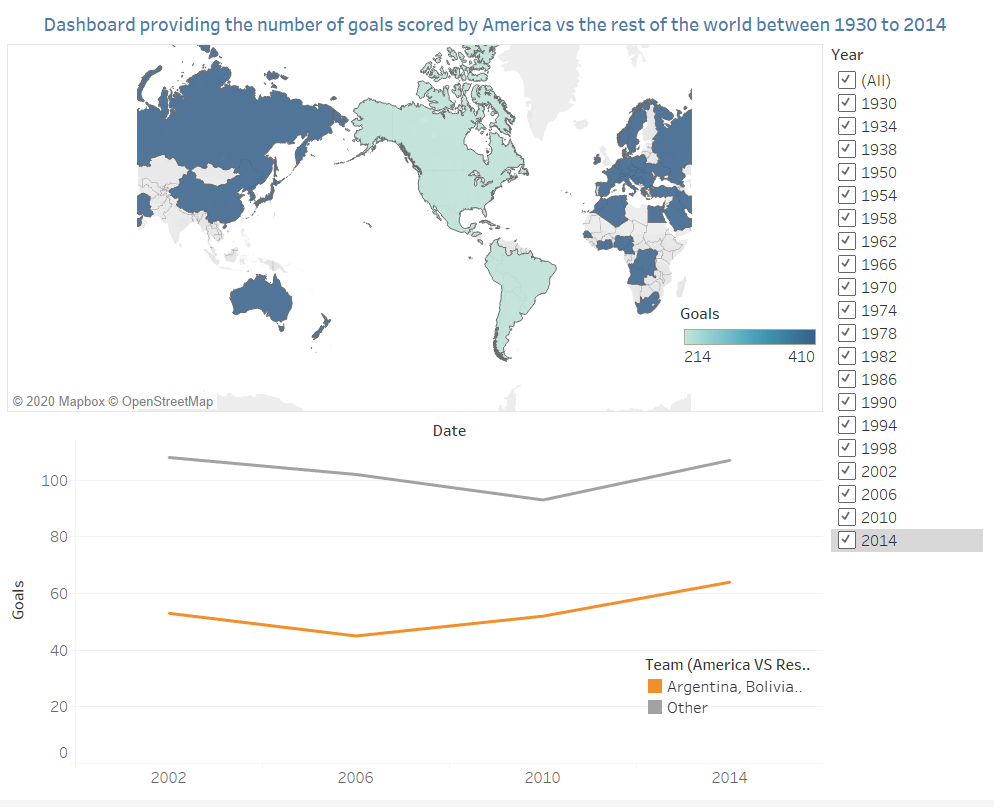 Dashboard providing the number of goals scored by America vs the rest of the world between 1930 to 2014
Year
(All)
1930
1934
1938
1950
1954
1958
1962
1966
1970
1974
1978
1982
1986
1990
1994
1998
2002
2006
2010
2014
Goals
214 410
© 2020 Mapbox © OpenStreetMap
Date
Goals
100
80
60
40
20
0
2002 2006 2010 2014
Team (America VS Res..
Argentina, Bolivia..
Other